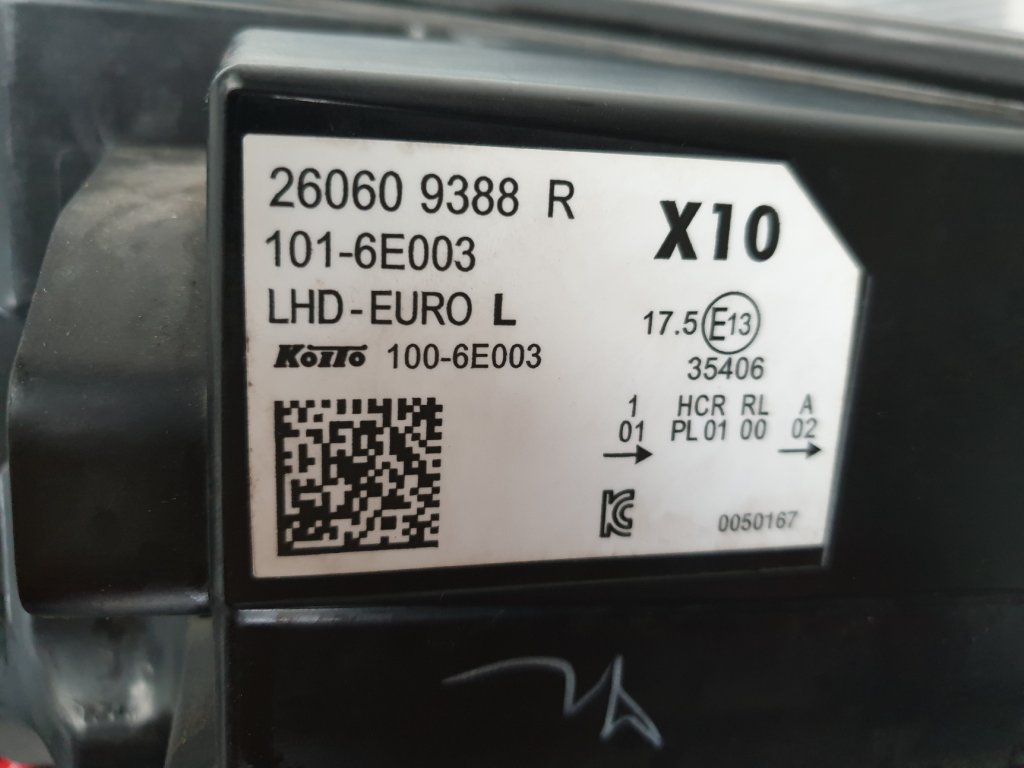 26060 9388 R
101-6E003
LHD-EURO L
KOITO 100-6E003
X10
17.5 E13
35406
1 HCR RL A
01 PL 01 00 02
KC
0050167